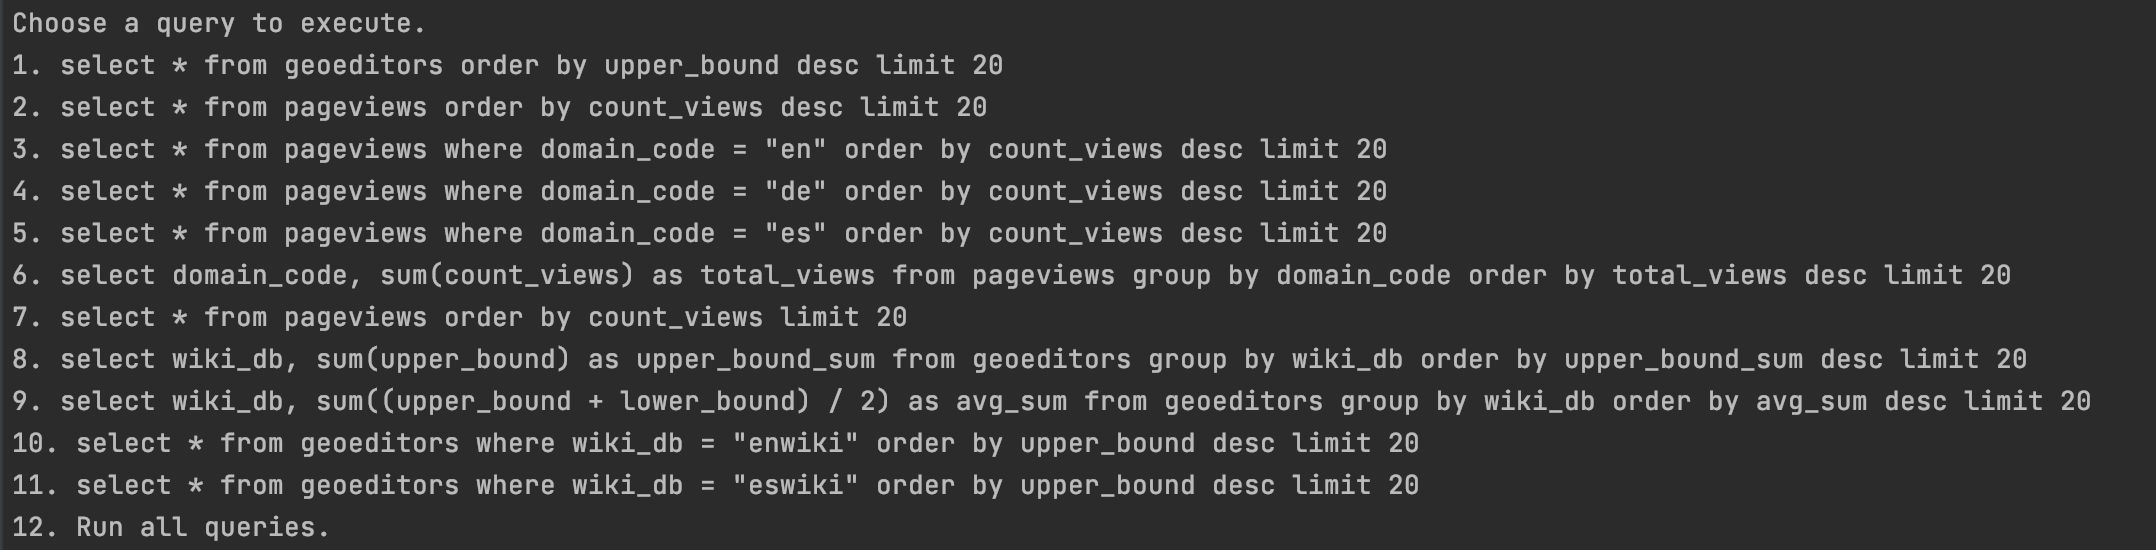 Choose a query to execute.
1. select * from geoeditors order by upper_bound desc limit 20
2. select * from pageviews order by count_views desc limit 20
3. select * from pageviews where domain_code = "en" order by count_views desc limit 20
4. select * from pageviews where domain_code = "de" order by count_views desc limit 20
5. select * from pageviews where domain_code = "es" order by count_views desc limit 20
6. select domain_code, sum(count_views) as total_views from pageviews group by domain_code order by total_views desc limit 20
7. select * from pageviews order by count_views limit 20
8. select wiki_db, sum(upper_bound) as upper_bound_sum from geoeditors group by wiki_db order by upper_bound_sum desc limit 20
9. select wiki_db, sum((upper_bound + lower_bound) / 2) as avg_sum from geoeditors group by wiki_db order by avg_sum desc limit 20
10. select * from geoeditors where wiki_db = "enwiki" order by upper_bound desc limit 20
11. select * from geoeditors where wiki_db = "eswiki" order by upper_bound desc limit 20
12. Run all queries.